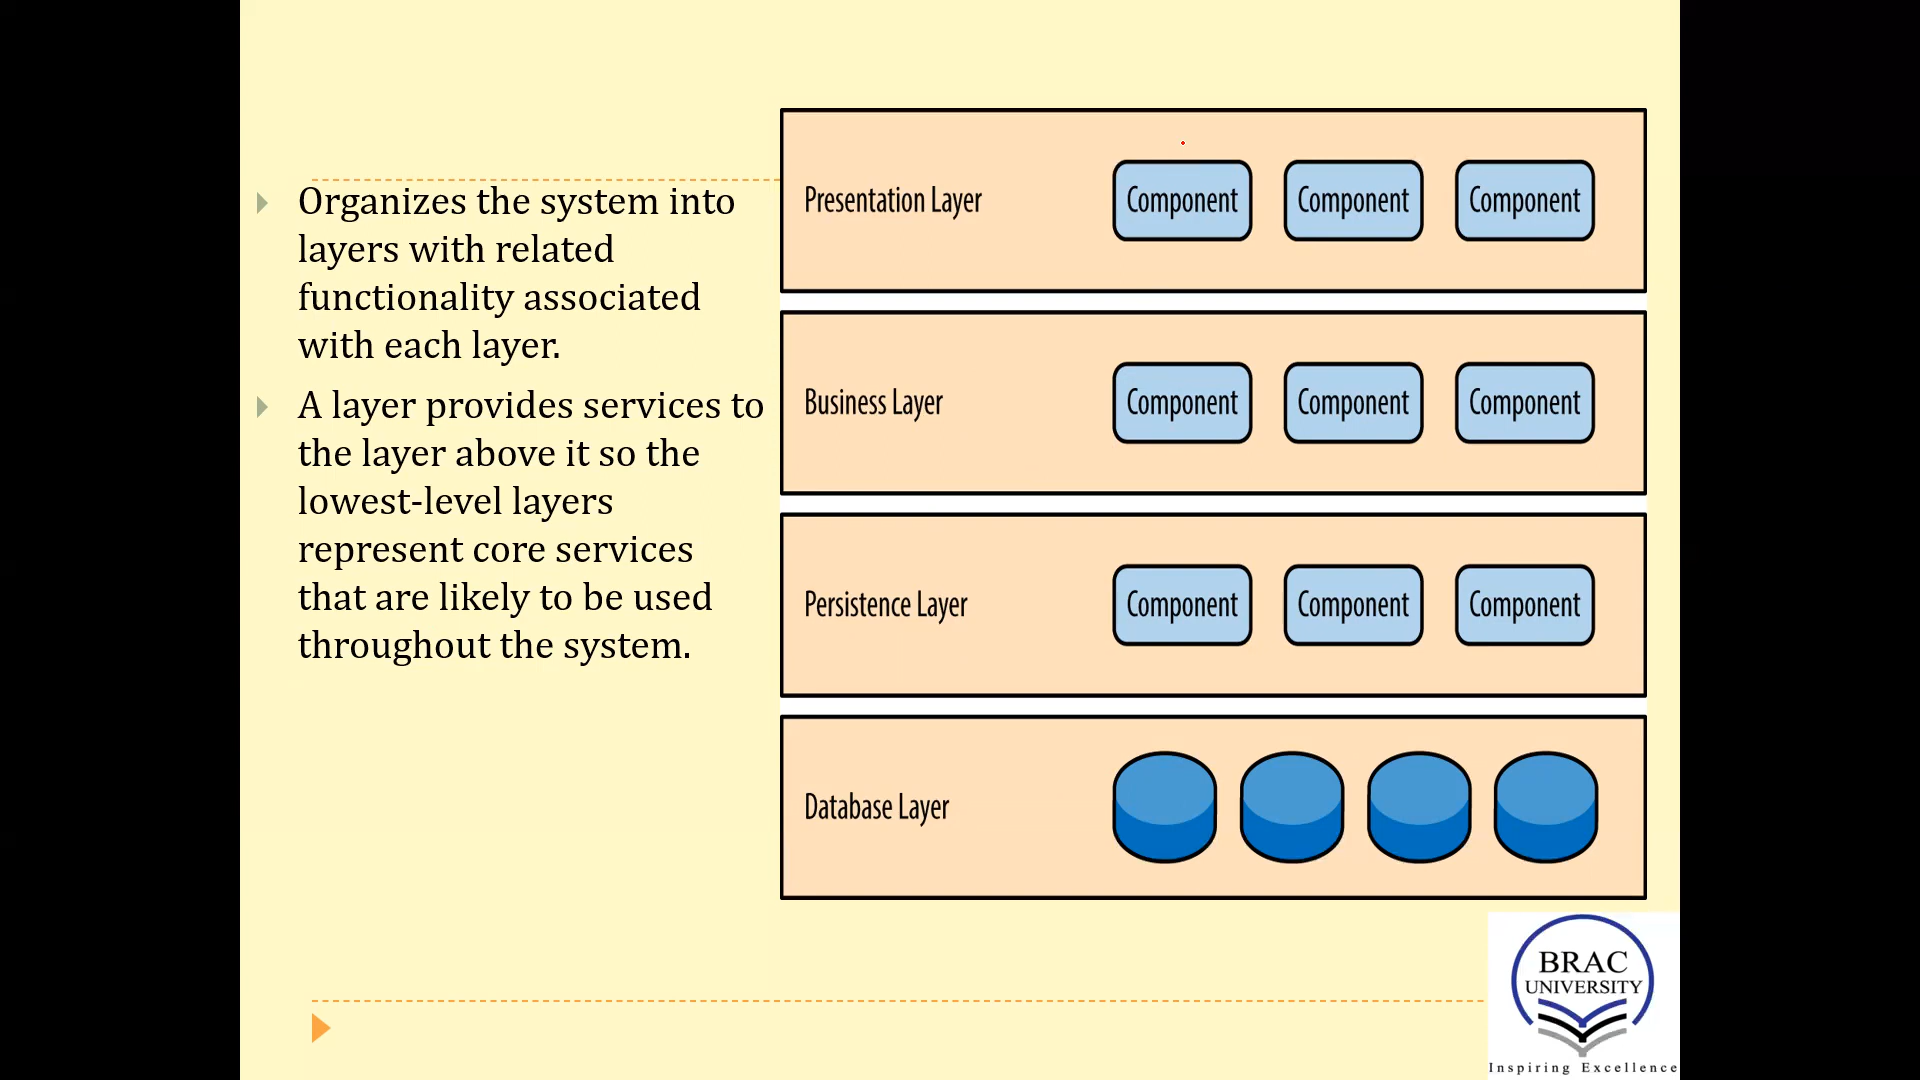 Organizes the system into
layers with related
functionality associated
with each layer.
A layer provides services to
the layer above it so the
lowest-level layers
represent core services
that are likely to be used
throughout the system.
Presentation Layer Component Component Component
Business Layer Component Component Component
Persistence Layer Component Component Component
Database Layer
BRAC
UNIVERSITY
Inspiring Excellence